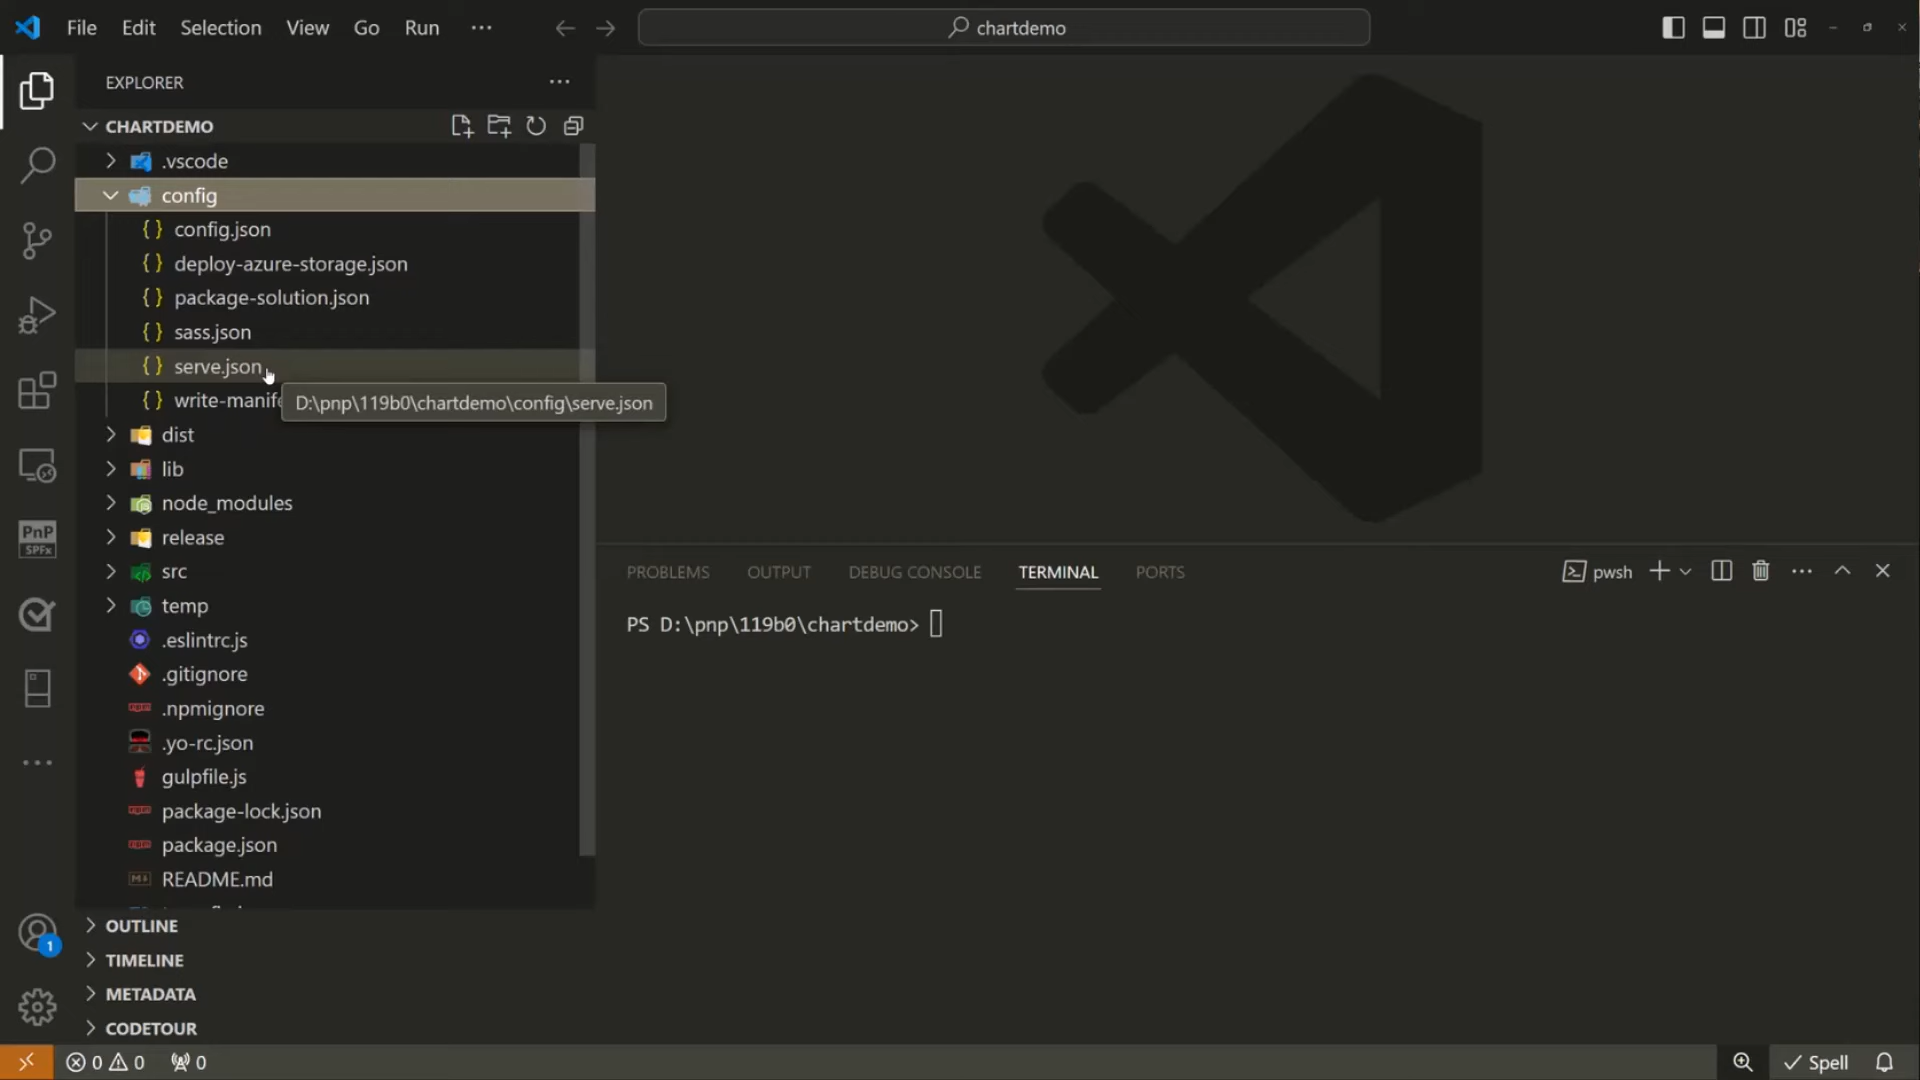 File Edit Selection View Go Run ···
chartdemo
EXPLORER
CHARTDEMO
.vscode
config
config.json
deploy-azure-storage.json
package-solution.json
sass.json
serve.json
write-manife
D:\pnp\119b0\chartdemo\config\serve.json
dist
lib
node_modules
release
src
temp
.eslintrc.js
.gitignore
.npmignore
.yo-rc.json
gulpfile.js
package-lock.json
package.json
README.md
OUTLINE
TIMELINE
METADATA
CODETOUR
PnP
SPFx
1
PROBLEMS OUTPUT DEBUG CONSOLE TERMINAL PORTS
pwsh
PS D:\pnp\119b0\chartdemo>
0 0 0
Spell